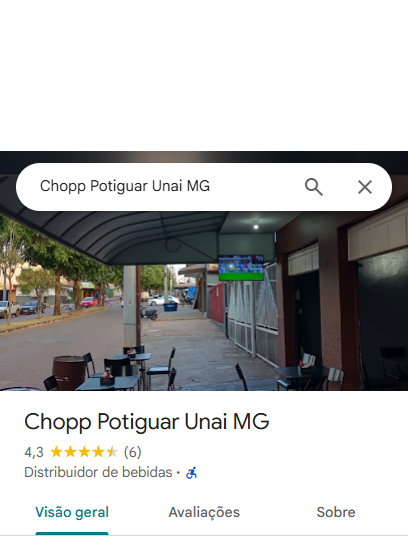 Chopp Potiguar Unai MG
Chopp Potiguar Unai MG
4,3 (6)
Distribuidor de bebidas ·
Visão geral
Avaliações
Sobre